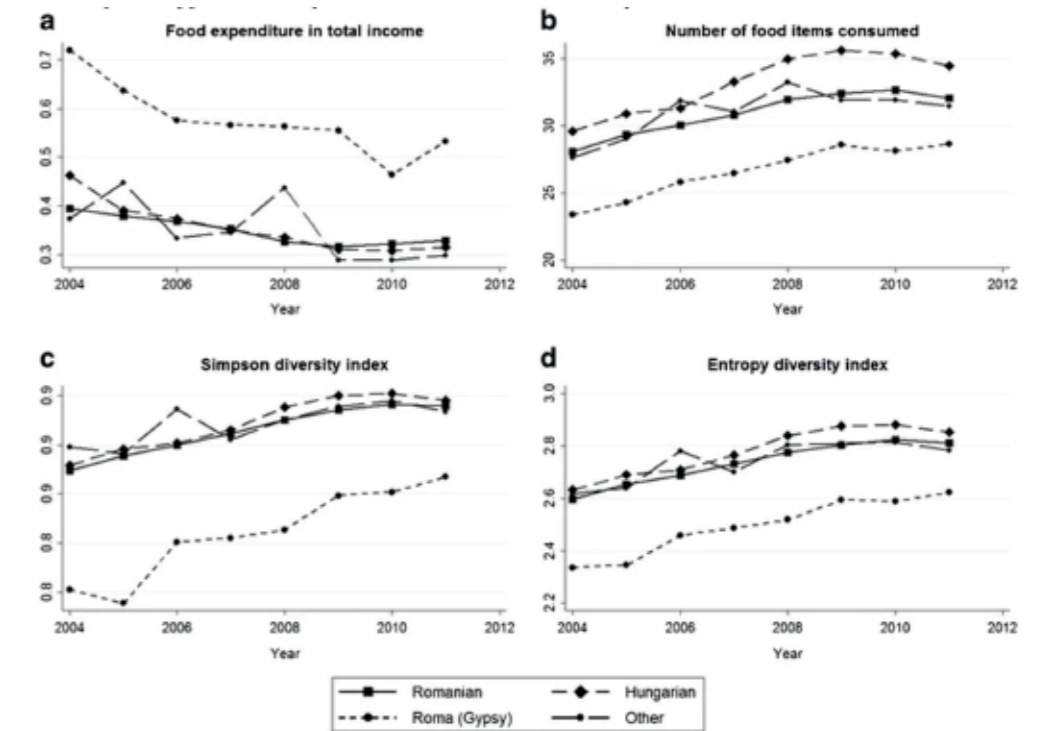 a
Food expenditure in total income
0.7
0.6
0.5
0.4
0.3
2004 2006 2008 2010 2012
Year
b
Number of food items consumed
35
30
25
20
2004 2006 2008 2010 2012
Year
c
Simpson diversity index
0.9
0.9
0.9
0.8
0.8
2004 2006 2008 2010 2012
Year
d
Entropy diversity index
3.0
2.8
2.6
2.4
2.2
2004 2006 2008 2010 2012
Year
Romanian Hungarian
Roma (Gypsy) Other